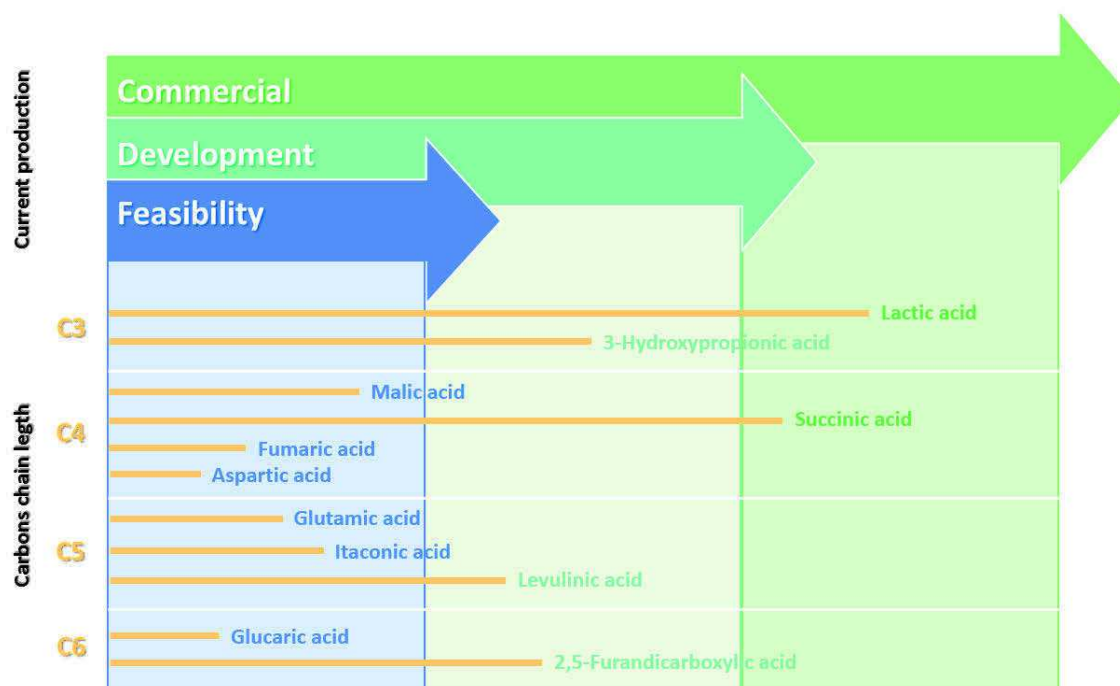 Current production
Commercial
Development
Feasibility
Carbons chain legth
C3
Lactic acid
3-Hydroxypropionic acid
C4
Malic acid
Succinic acid
Fumaric acid
Aspartic acid
C5
Glutamic acid
Itaconic acid
Levulinic acid
C6
Glucaric acid
2,5-Furandicarboxylic acid